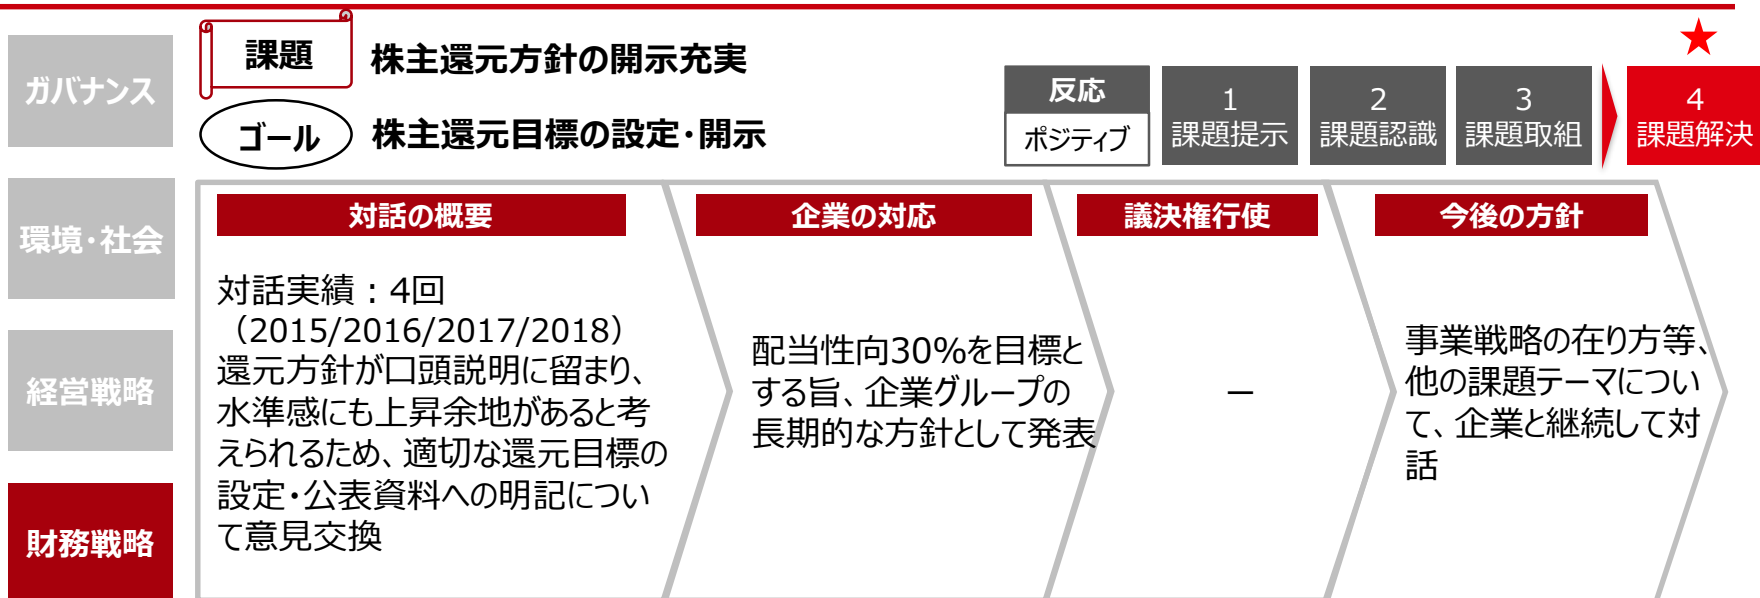 ガバナンス
環境・社会
経営戦略
財務戦略
課題
株主還元方針の開示充実
ゴール
株主還元目標の設定・開示
反応
ポジティブ
1
課題提示
2
課題認識
3
課題取組
★
4
課題解決
対話の概要
対話実績：4回
（2015/2016/2017/2018）
還元方針が口頭説明に留まり、
水準感にも上昇余地があると考
えられるため、適切な還元目標の
設定・公表資料への明記につい
て意見交換
企業の対応
配当性向30%を目標と
する旨、企業グループの
長期的な方針として発表
議決権行使
－
今後の方針
事業戦略の在り方等、
他の課題テーマについ
て、企業と継続して対
話